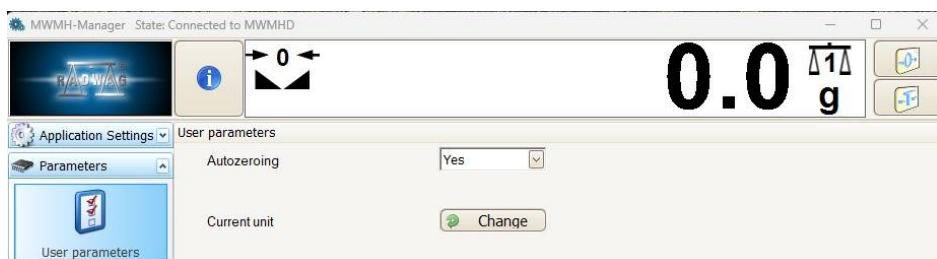 MWMH-Manager State: Connected to MWMHD
RADWAG
0
0.0
1
g
-0-
-T-
Application Settings
User parameters
Parameters
Autozeroing
Yes
Current unit
Change
User parameters